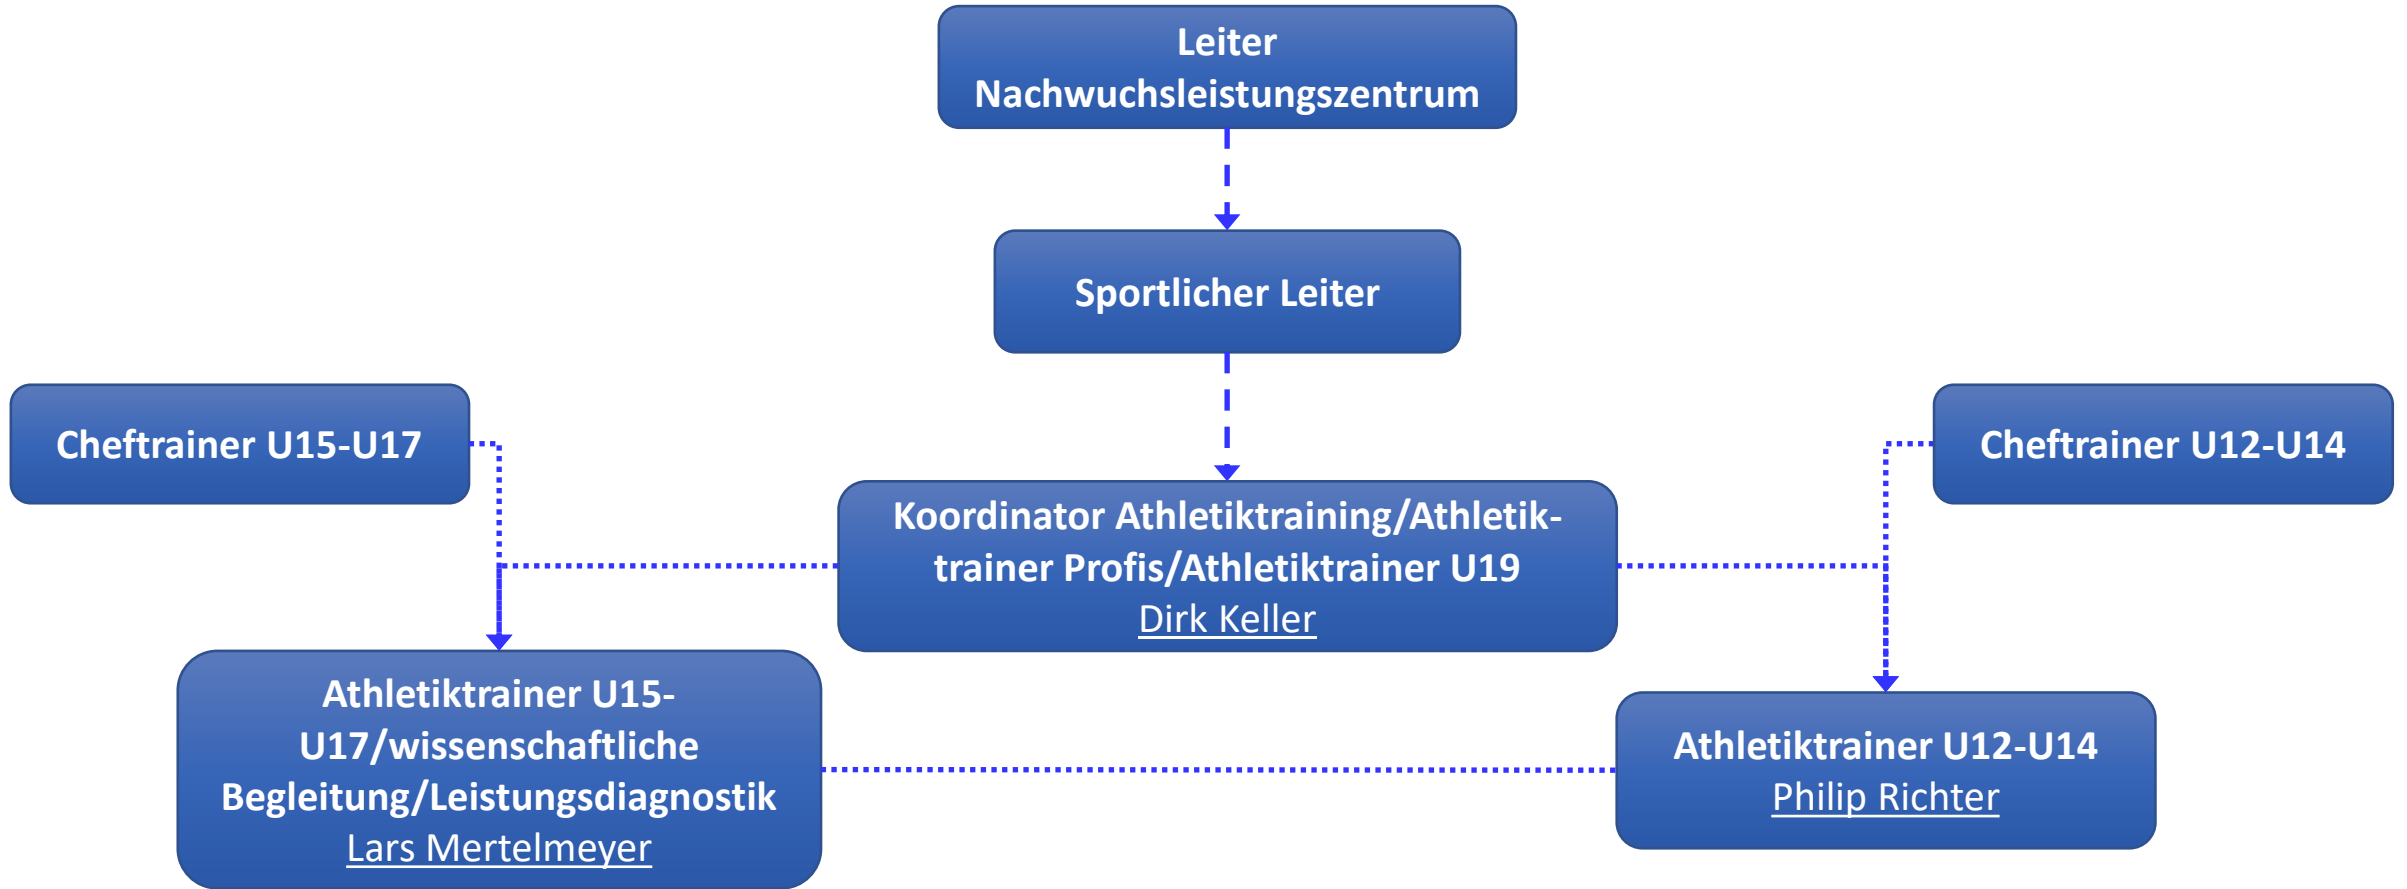 Leiter
Nachwuchsleistungszentrum
Sportlicher Leiter
Cheftrainer U15-U17
Cheftrainer U12-U14
Koordinator Athletiktraining/Athletik-
trainer Profis/Athletiktrainer U19
Dirk Keller
Athletiktrainer U15-
U17/wissenschaftliche
Begleitung/Leistungsdiagnostik
Lars Mertelmeyer
Athletiktrainer U12-U14
Philip Richter